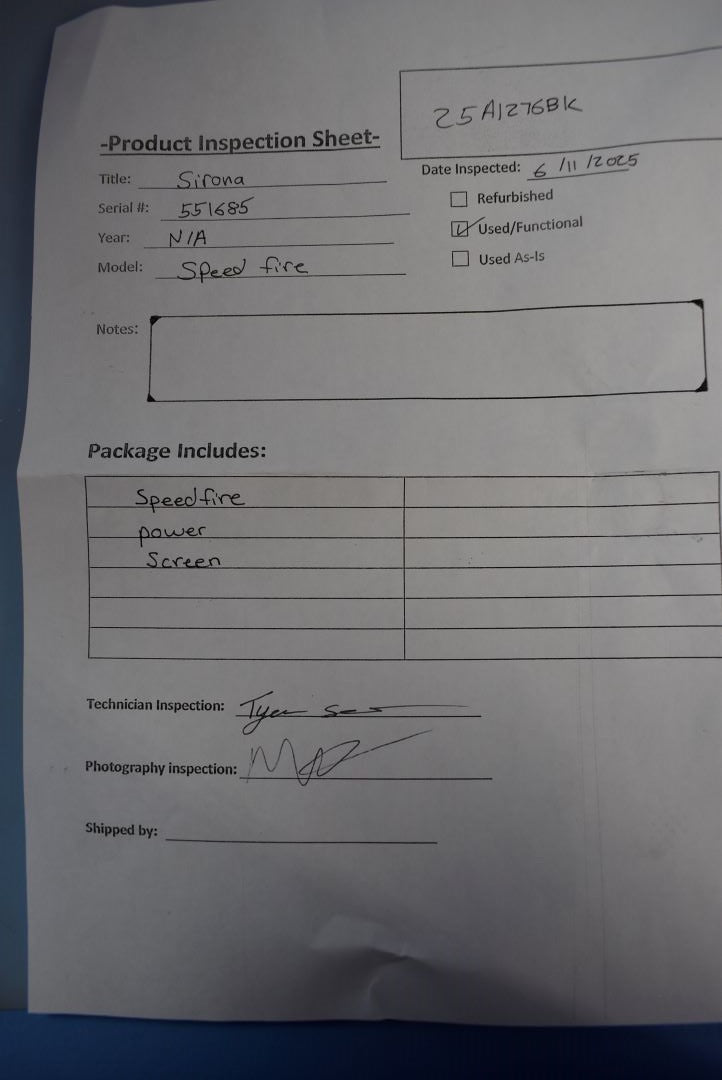 25A1276BK
-Product Inspection Sheet-
Date Inspected: 6/11/2025
Title: Sirona
Refurbished
Serial #: 551685
Used/Functional
Year: N/A
Used As-Is
Model: Speed fire
Notes:
Package Includes:
Speedfire
power
Screen
Technician Inspection:
Photography inspection:
Shipped by: